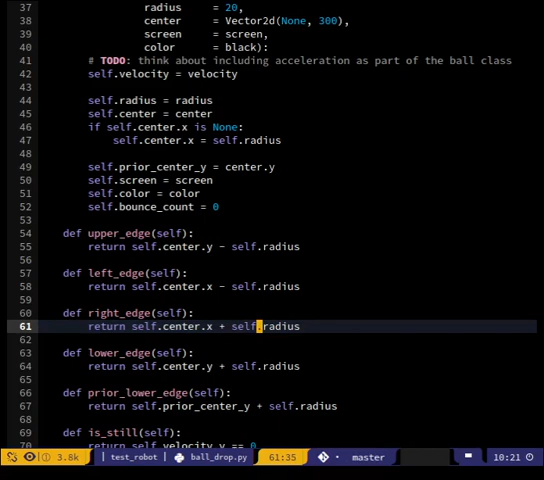 37 radius = 20,
38 center = Vector2d(None, 300),
39 screen = screen,
40 color = black):
41 # TODO: think about including acceleration as part of the ball class
42 self.velocity = velocity
43
44 self.radius = radius
45 self.center = center
46 if self.center.x is None:
47 self.center.x = self.radius
48
49 self.prior_center_y = center.y
50 self.screen = screen
51 self.color = color
52 self.bounce_count = 0
53
54 def upper_edge(self):
55 return self.center.y - self.radius
56
57 def left_edge(self):
58 return self.center.x - self.radius
59
60 def right_edge(self):
61 return self.center.x + self.radius
62
63 def lower_edge(self):
64 return self.center.y + self.radius
65
66 def prior_lower_edge(self):
67 return self.prior_center_y + self.radius
68
69 def is_still(self):
70 return self.velocity.y == 0
3.8k | test_robot ball_drop.py 61:35 master 10:21